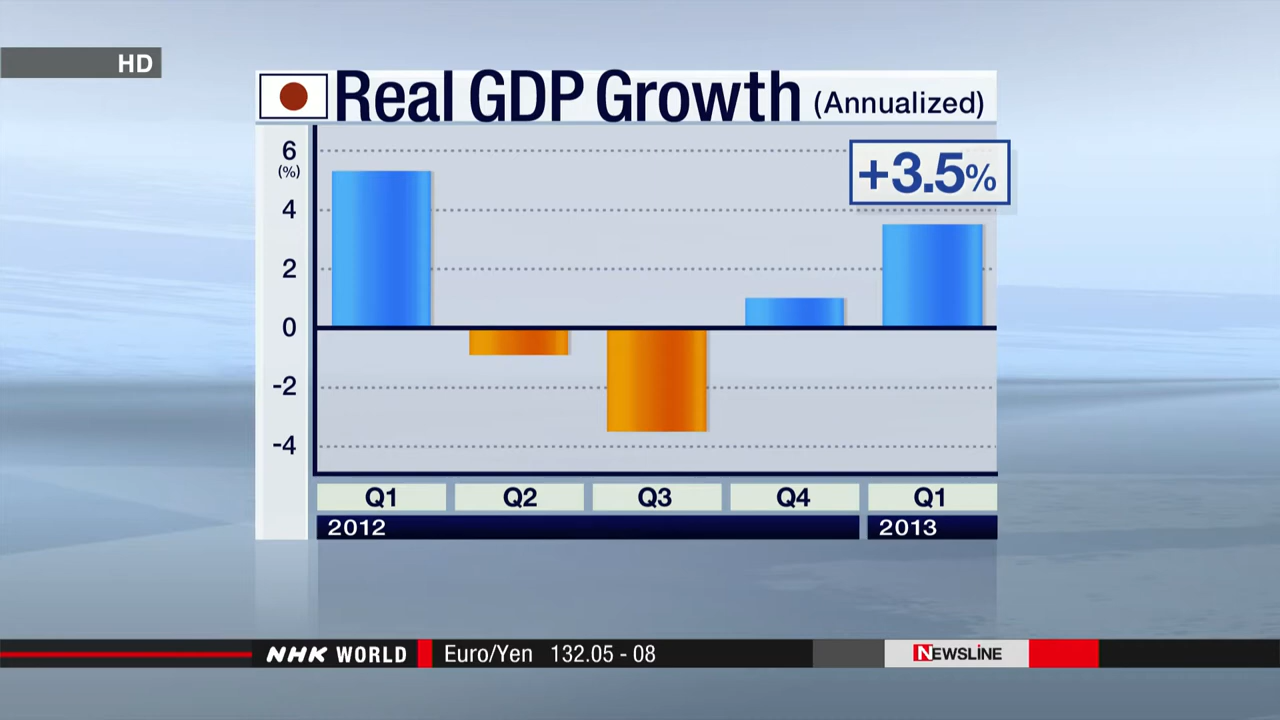 HD
Real GDP Growth (Annualized)
+3.5%
6
(%)
4
2
0
-2
-4
Q1 Q2 Q3 Q4 Q1
2012 2013
NHK WORLD Euro/Yen 132.05 - 08 NEWSLINE